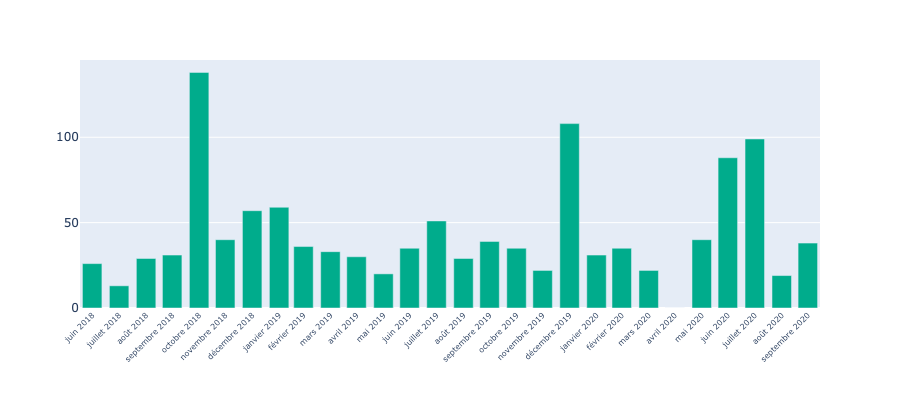 100
50
0
juin 2018
juillet 2018
août 2018
septembre 2018
octobre 2018
novembre 2018
décembre 2018
janvier 2019
février 2019
mars 2019
avril 2019
mai 2019
juin 2019
juillet 2019
août 2019
septembre 2019
octobre 2019
novembre 2019
décembre 2019
janvier 2020
février 2020
mars 2020
avril 2020
mai 2020
juin 2020
juillet 2020
août 2020
septembre 2020